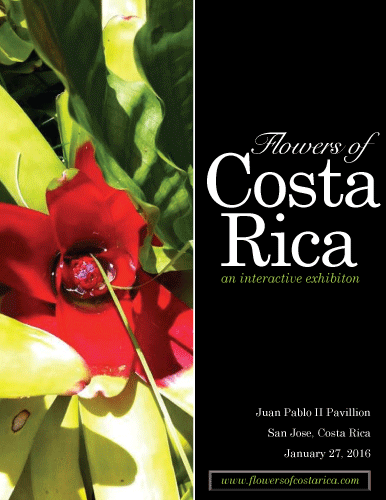 Flowers of
Costa
Rica
an interactive exhibiton
Juan Pablo II Pavillion
San Jose, Costa Rica
January 27, 2016
www.flowersofcostarica.com